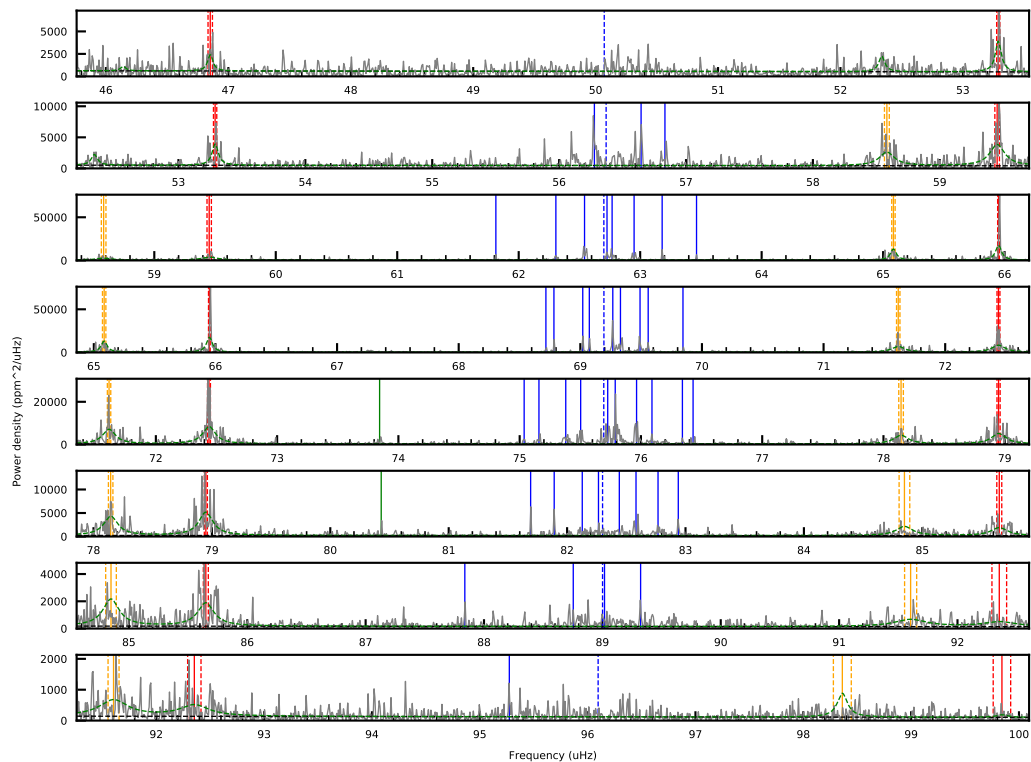 5000
2500
0
46 47 48 49 50 51 52 53
10000
5000
0
53 54 55 56 57 58 59
50000
0
59 60 61 62 63 64 65 66
50000
0
65 66 67 68 69 70 71 72
20000
0
72 73 74 75 76 77 78 79
10000
5000
0
78 79 80 81 82 83 84 85
4000
2000
0
85 86 87 88 89 90 91 92
2000
1000
0
92 93 94 95 96 97 98 99 100
Power density (ppm^2/uHz)
Frequency (uHz)